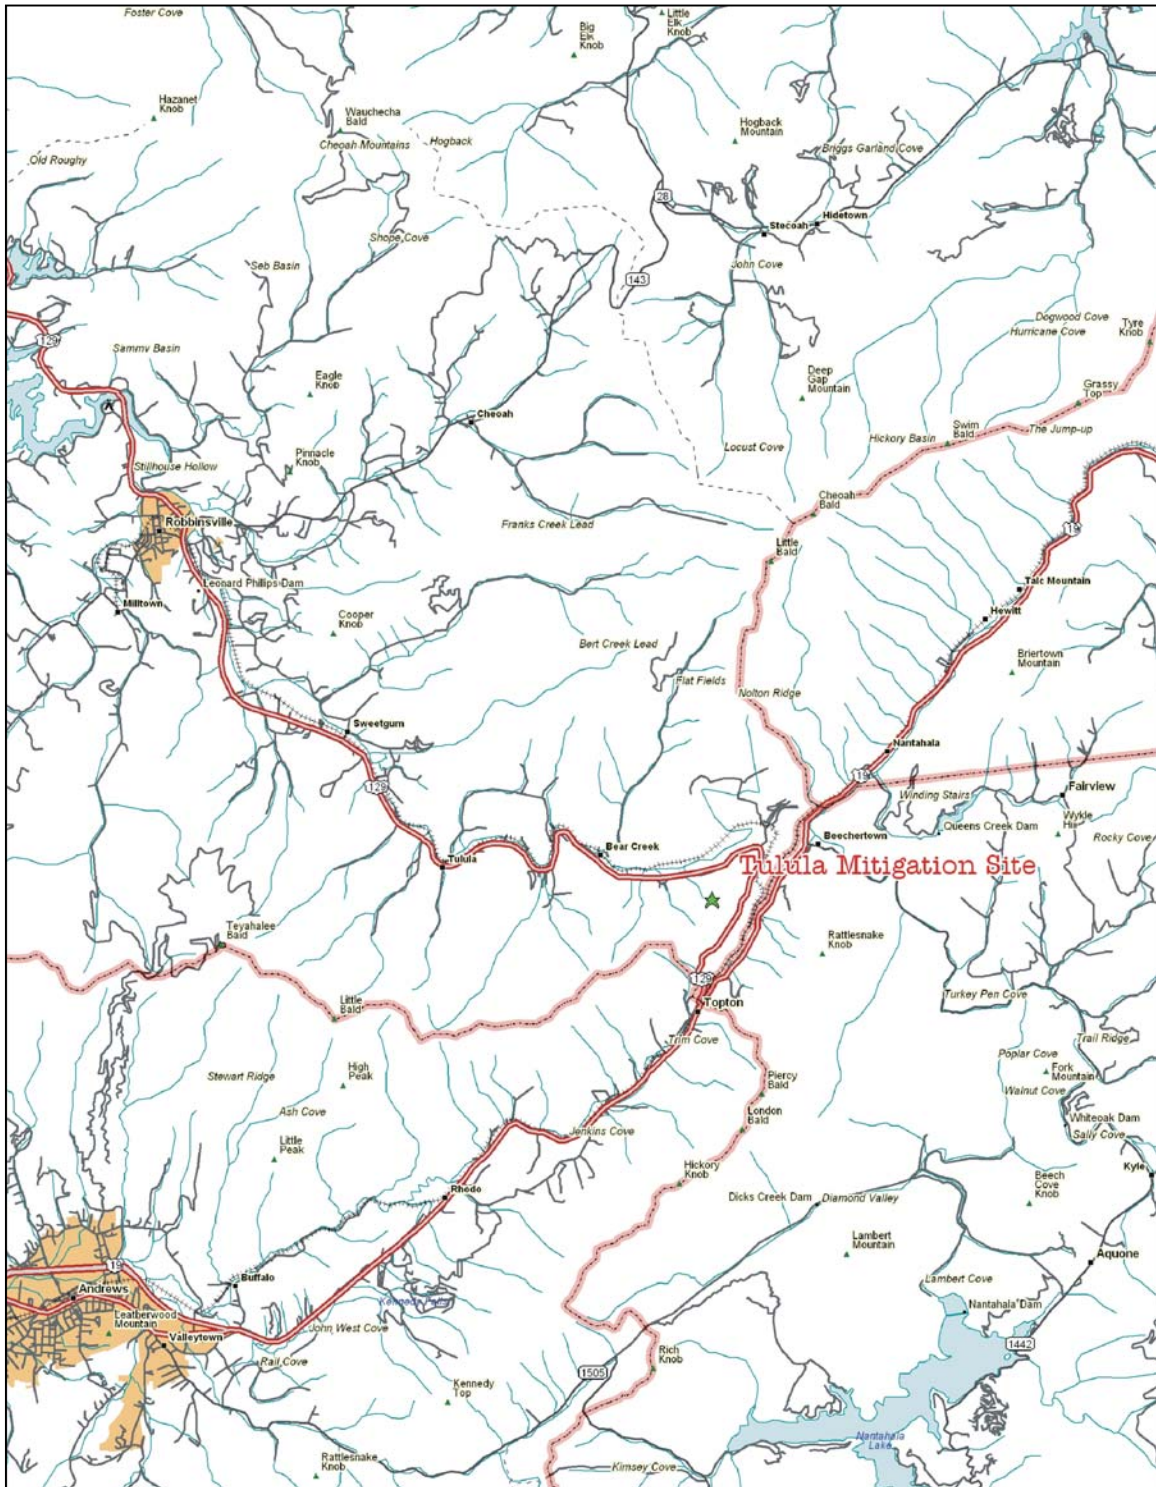 Foster Cove
Big
Elk
Knob
Little
Elk
Knob
Hazanet
Knob
Wauchecha
Bald
Cheoah Mountains
Hogback
Hogback
Mountain
Briggs Garland Cove
Old Roughy
28
Stecoah
Hidetown
Shope Cove
Seb Basin
John Cove
143
Dogwood Cove
Hurricane Cove
Tyre
Knob
129
Sammy Basin
Eagle
Knob
Deep
Gap
Mountain
Grassy
Top
Cheoah
Swim
Bald
The Jump-up
Hickory Basin
Locust Cove
Pinnacle
Knob
Stillhouse Hollow
Cheoah
Bald
Robbinsville
Franks Creek Lead
19
Little
Bald
Leonard Phillips Dam
Talc Mountain
Milltown
Hewitt
Cooper
Knob
Bert Creek Lead
Briertown
Mountain
Flat Fields
Nolton Ridge
Sweetgum
Nantahala
129
19
Winding Stairs
Fairview
Queens Creek Dam
Wykle
Hill
Rocky Cove
Beechertown
Bear Creek
Tulula
Tulula Mitigation Site
Teyahalee
Bald
Rattlesnake
Knob
129
Topton
Turkey Pen Cove
Little
Bald
Trim Cove
Trail Ridge
Poplar Cove
Fork
Mountain
High
Peak
Stewart Ridge
Piercy
Bald
Walnut Cove
Ash Cove
London
Bald
Whiteoak Dam
Sally Cove
Jenkins Cove
Little
Peak
Hickory
Knob
Kyle
Rhodo
Dicks Creek Dam
Diamond Valley
Beech
Cove
Knob
Lambert
Mountain
Aquone
19
Buffalo
Lambert Cove
Andrews
Kennedy Falls
Nantahala Dam
Leatherwood
Mountain
John West Cove
Valleytown
1442
Rail Cove
Rich
Knob
1505
Kennedy
Top
Nantahala
Lake
Rattlesnake
Knob
Kimsey Cove